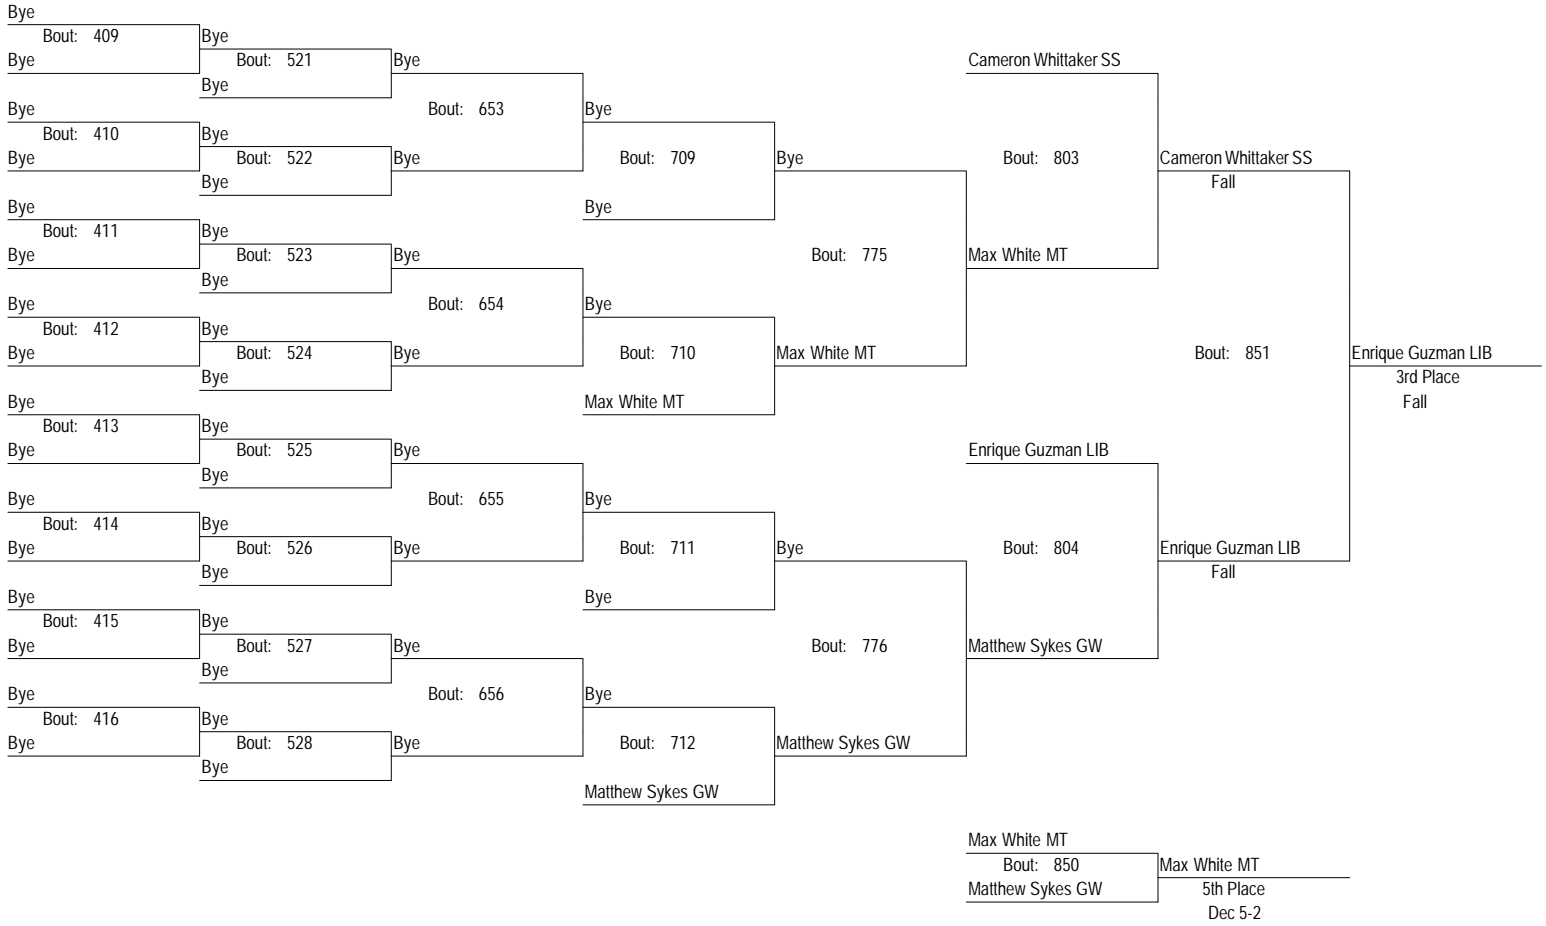 Bye
Bout: 409
Bye
Bye
Bout: 521
Bye
Bye
Bout: 410
Bye
Bye
Bout: 522
Bye
Bye
Bout: 653
Bye
Bye
Bout: 411
Bye
Bye
Bout: 523
Bye
Bye
Bout: 412
Bye
Bye
Bout: 524
Bye
Bye
Bout: 654
Bye
Bye
Bout: 413
Bye
Bye
Bout: 525
Bye
Bye
Bout: 414
Bye
Bye
Bout: 526
Bye
Bye
Bout: 655
Bye
Bye
Bout: 415
Bye
Bye
Bout: 527
Bye
Bye
Bout: 416
Bye
Bye
Bout: 528
Bye
Bye
Bout: 656
Bye
Bye
Bout: 709
Bye
Bye
Bout: 710
Max White MT
Bye
Bout: 775
Max White MT
Bye
Bout: 711
Bye
Bye
Bout: 712
Matthew Sykes GW
Bye
Bout: 776
Matthew Sykes GW
Cameron Whittaker SS
Bout: 803
Max White MT
Enrique Guzman LIB
Bout: 804
Matthew Sykes GW
Cameron Whittaker SS
Fall
Bout: 851
Enrique Guzman LIB
Fall
Enrique Guzman LIB
3rd Place
Fall
Max White MT
Bout: 850
Matthew Sykes GW
Max White MT
5th Place
Dec 5-2